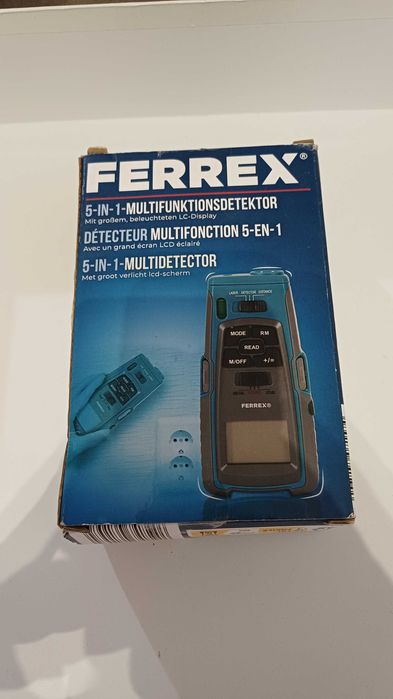 FERREX®
5-IN-1-MULTIFUNKTIONSDETEKTOR
Mit großem, beleuchteten LC-Display
DÉTECTEUR MULTIFONCTION 5-EN-1
Avec un grand écran LCD éclairé
5-IN-1-MULTIDETECTOR
Met groot verlicht lcd-scherm
LASER DETECTOR DISTANCE
MODE RM
READ
M/OFF +/=
FERREX®